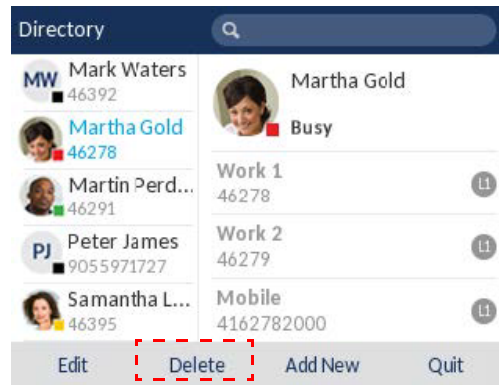 Directory
MW
Mark Waters
46392
Martha Gold
46278
Martin Perd...
46291
PJ
Peter James
9055971727
Samantha L...
46395
Martha Gold
Busy
Work 1
46278
L1
Work 2
46279
L1
Mobile
4162782000
L1
Edit
Delete
Add New
Quit